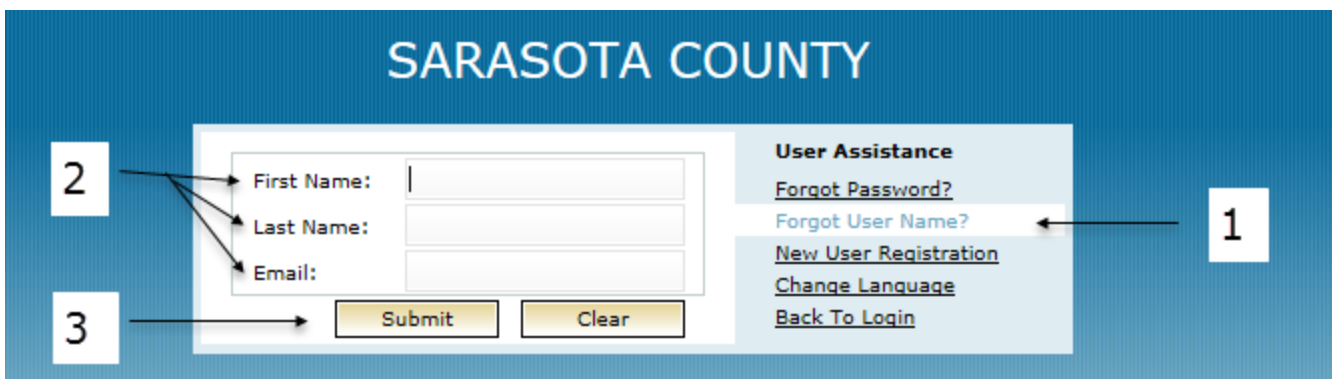 SARASOTA COUNTY
2
First Name:
Last Name:
Email:
3
Submit Clear
User Assistance
Forgot Password?
Forgot User Name?
New User Registration
Change Language
Back To Login
1